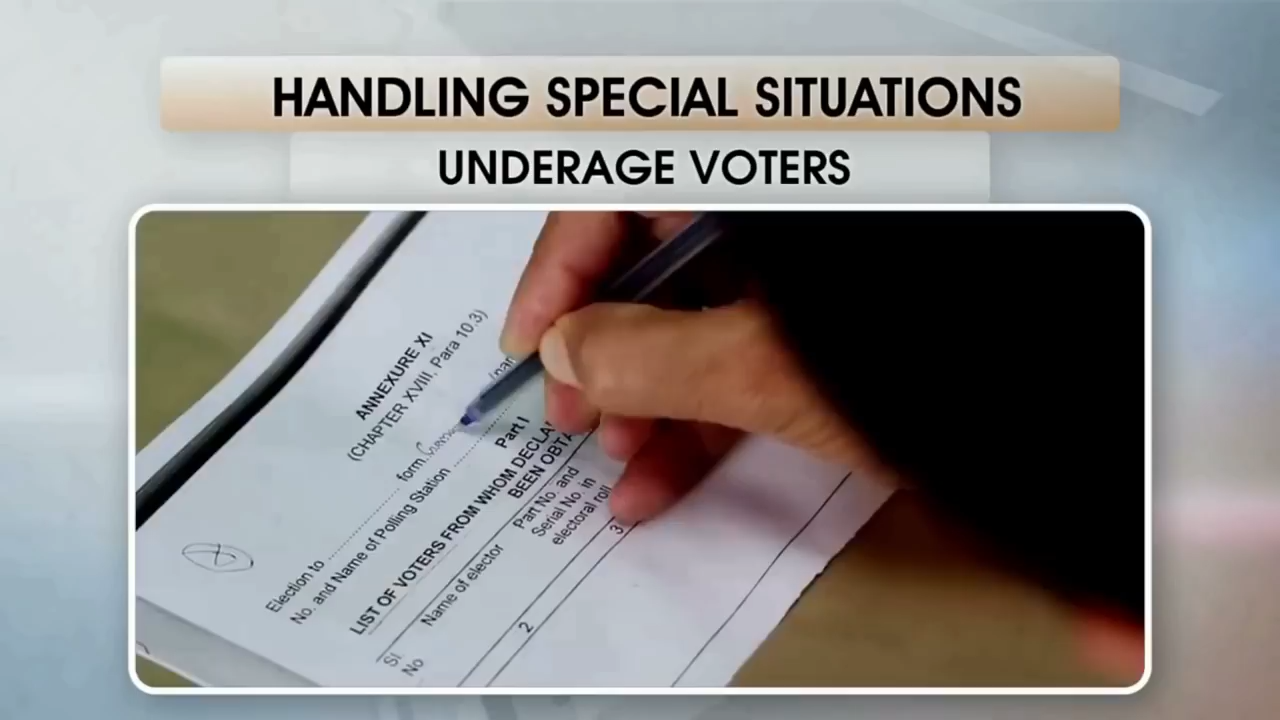 HANDLING SPECIAL SITUATIONS
UNDERAGE VOTERS
ANNEXURE XI
(CHAPTER XVIII, Para 10.3)
Election to .................. form
No. and Name of Polling Station ..................
Part I
LIST OF VOTERS FROM WHOM
BEEN
Sl
No
Name of elector
Part No. and
Serial No. in
electoral roll
2
3